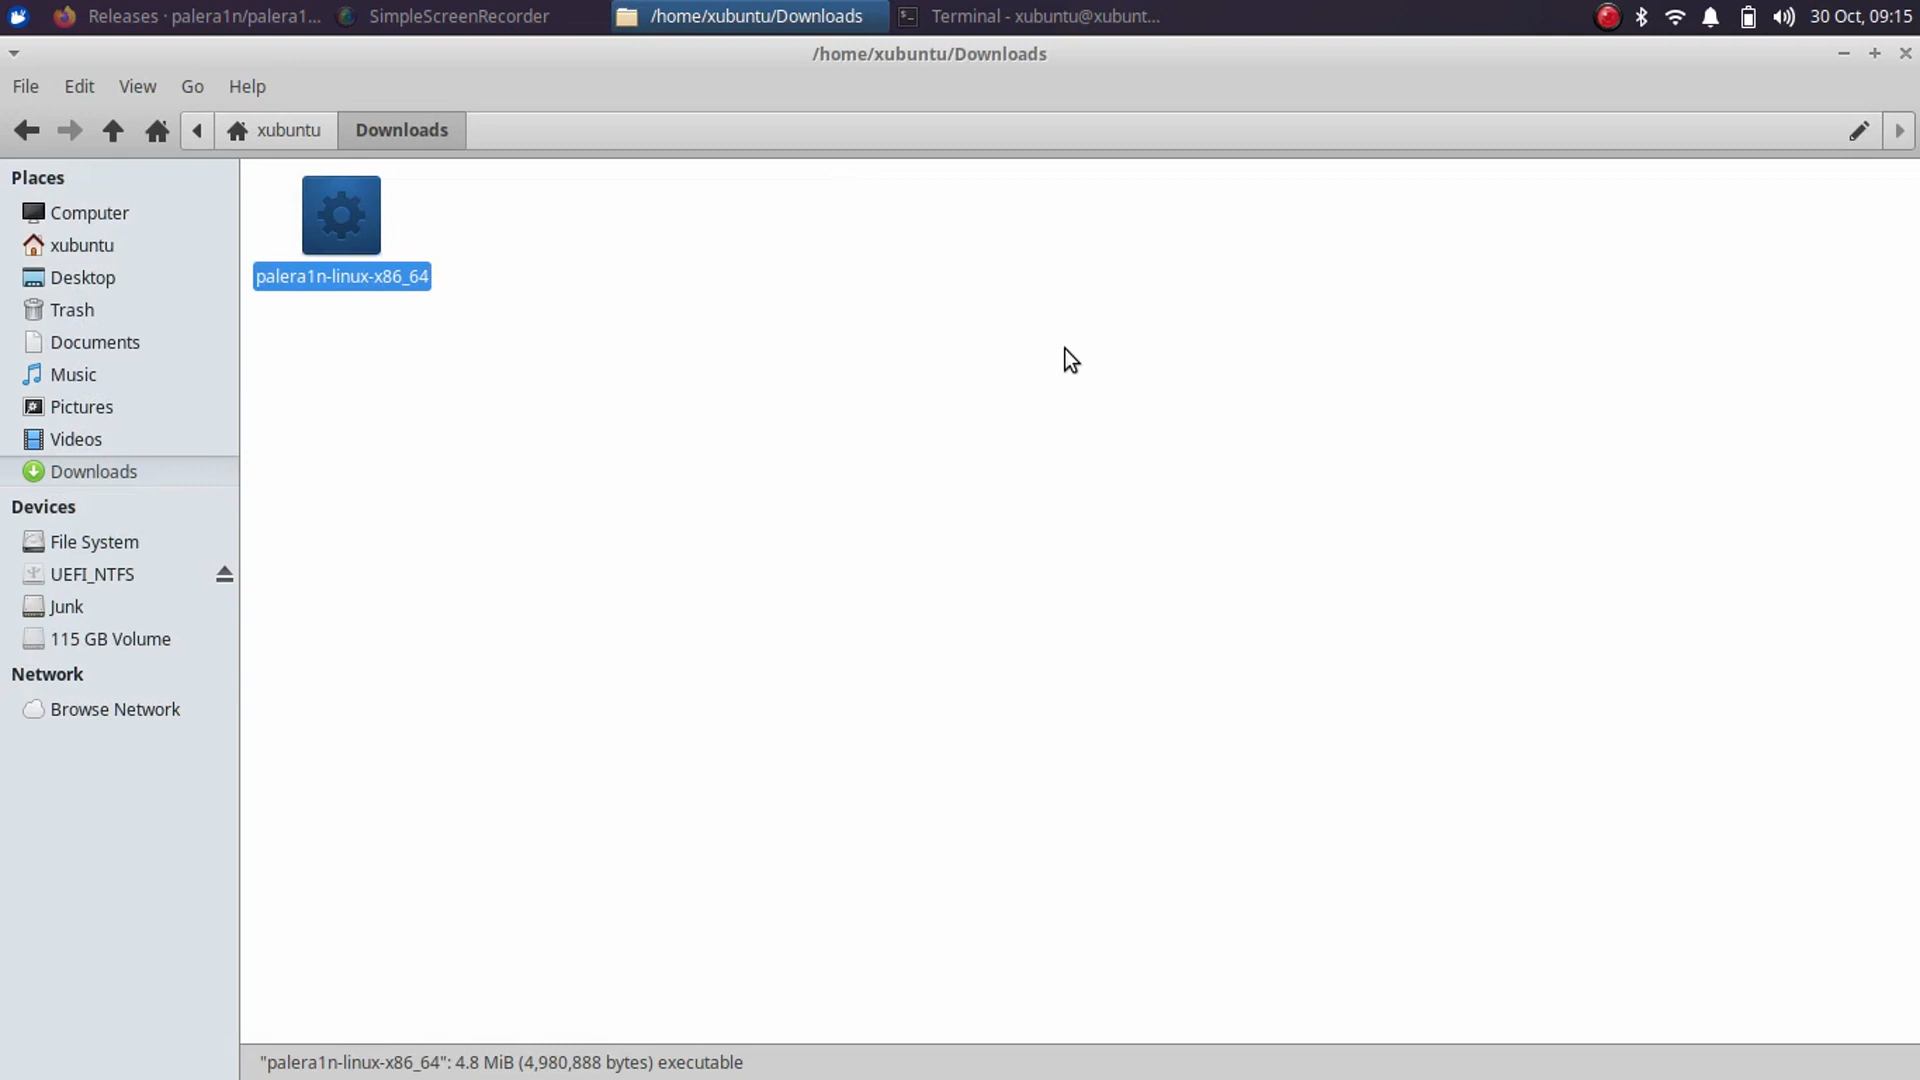 Releases · palera1n/palera1...
SimpleScreenRecorder
/home/xubuntu/Downloads
Terminal - xubuntu@xubunt...
30 Oct, 09:15
/home/xubuntu/Downloads
File
Edit
View
Go
Help
xubuntu
Downloads
Places
Computer
xubuntu
Desktop
Trash
Documents
Music
Pictures
Videos
Downloads
Devices
File System
UEFI_NTFS
Junk
115 GB Volume
Network
Browse Network
palera1n-linux-x86_64
"palera1n-linux-x86_64": 4.8 MiB (4,980,888 bytes) executable